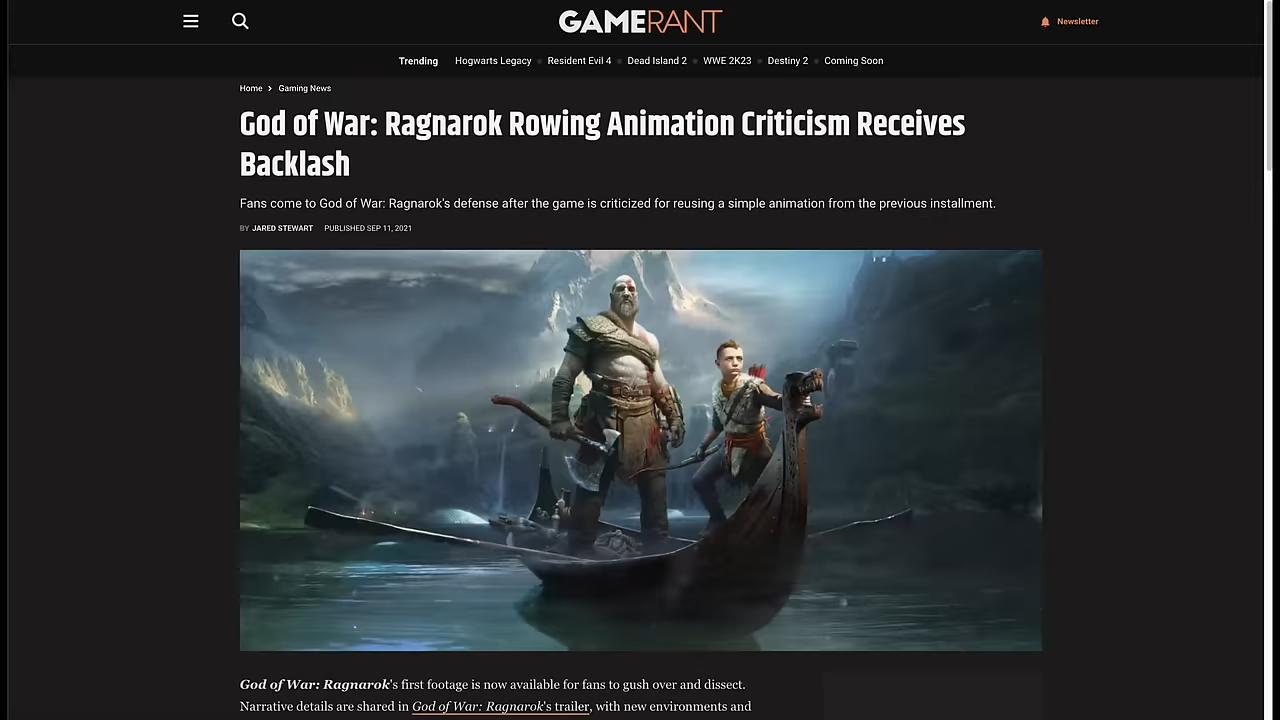 GAMERANT
Newsletter
Trending Hogwarts Legacy Resident Evil 4 Dead Island 2 WWE 2K23 Destiny 2 Coming Soon
Home > Gaming News
God of War: Ragnarok Rowing Animation Criticism Receives
Backlash
Fans come to God of War: Ragnarok's defense after the game is criticized for reusing a simple animation from the previous installment.
BY JARED STEWART PUBLISHED SEP 11, 2021
God of War: Ragnarok's first footage is now available for fans to gush over and dissect.
Narrative details are shared in God of War: Ragnarok's trailer, with new environments and